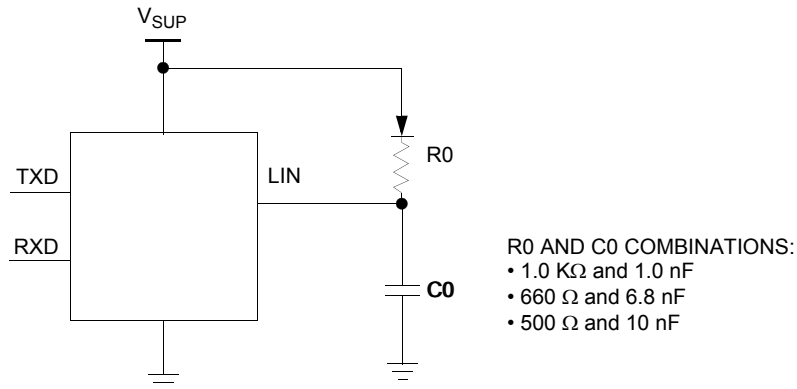 VSUP
R0
TXD
LIN
RXD
C0
R0 AND C0 COMBINATIONS:
• 1.0 KΩ and 1.0 nF
• 660 Ω and 6.8 nF
• 500 Ω and 10 nF